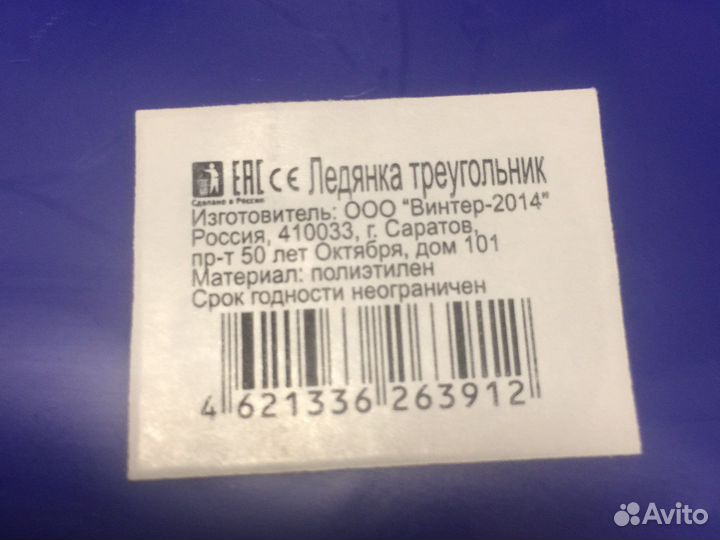 ЕАС CE Ледянка треугольник
Сделано в России
Изготовитель: ООО "Винтер-2014"
Россия, 410033, г. Саратов,
пр-т 50 лет Октября, дом 101
Материал: полиэтилен
Срок годности неограничен
4 621336 263912
Avito